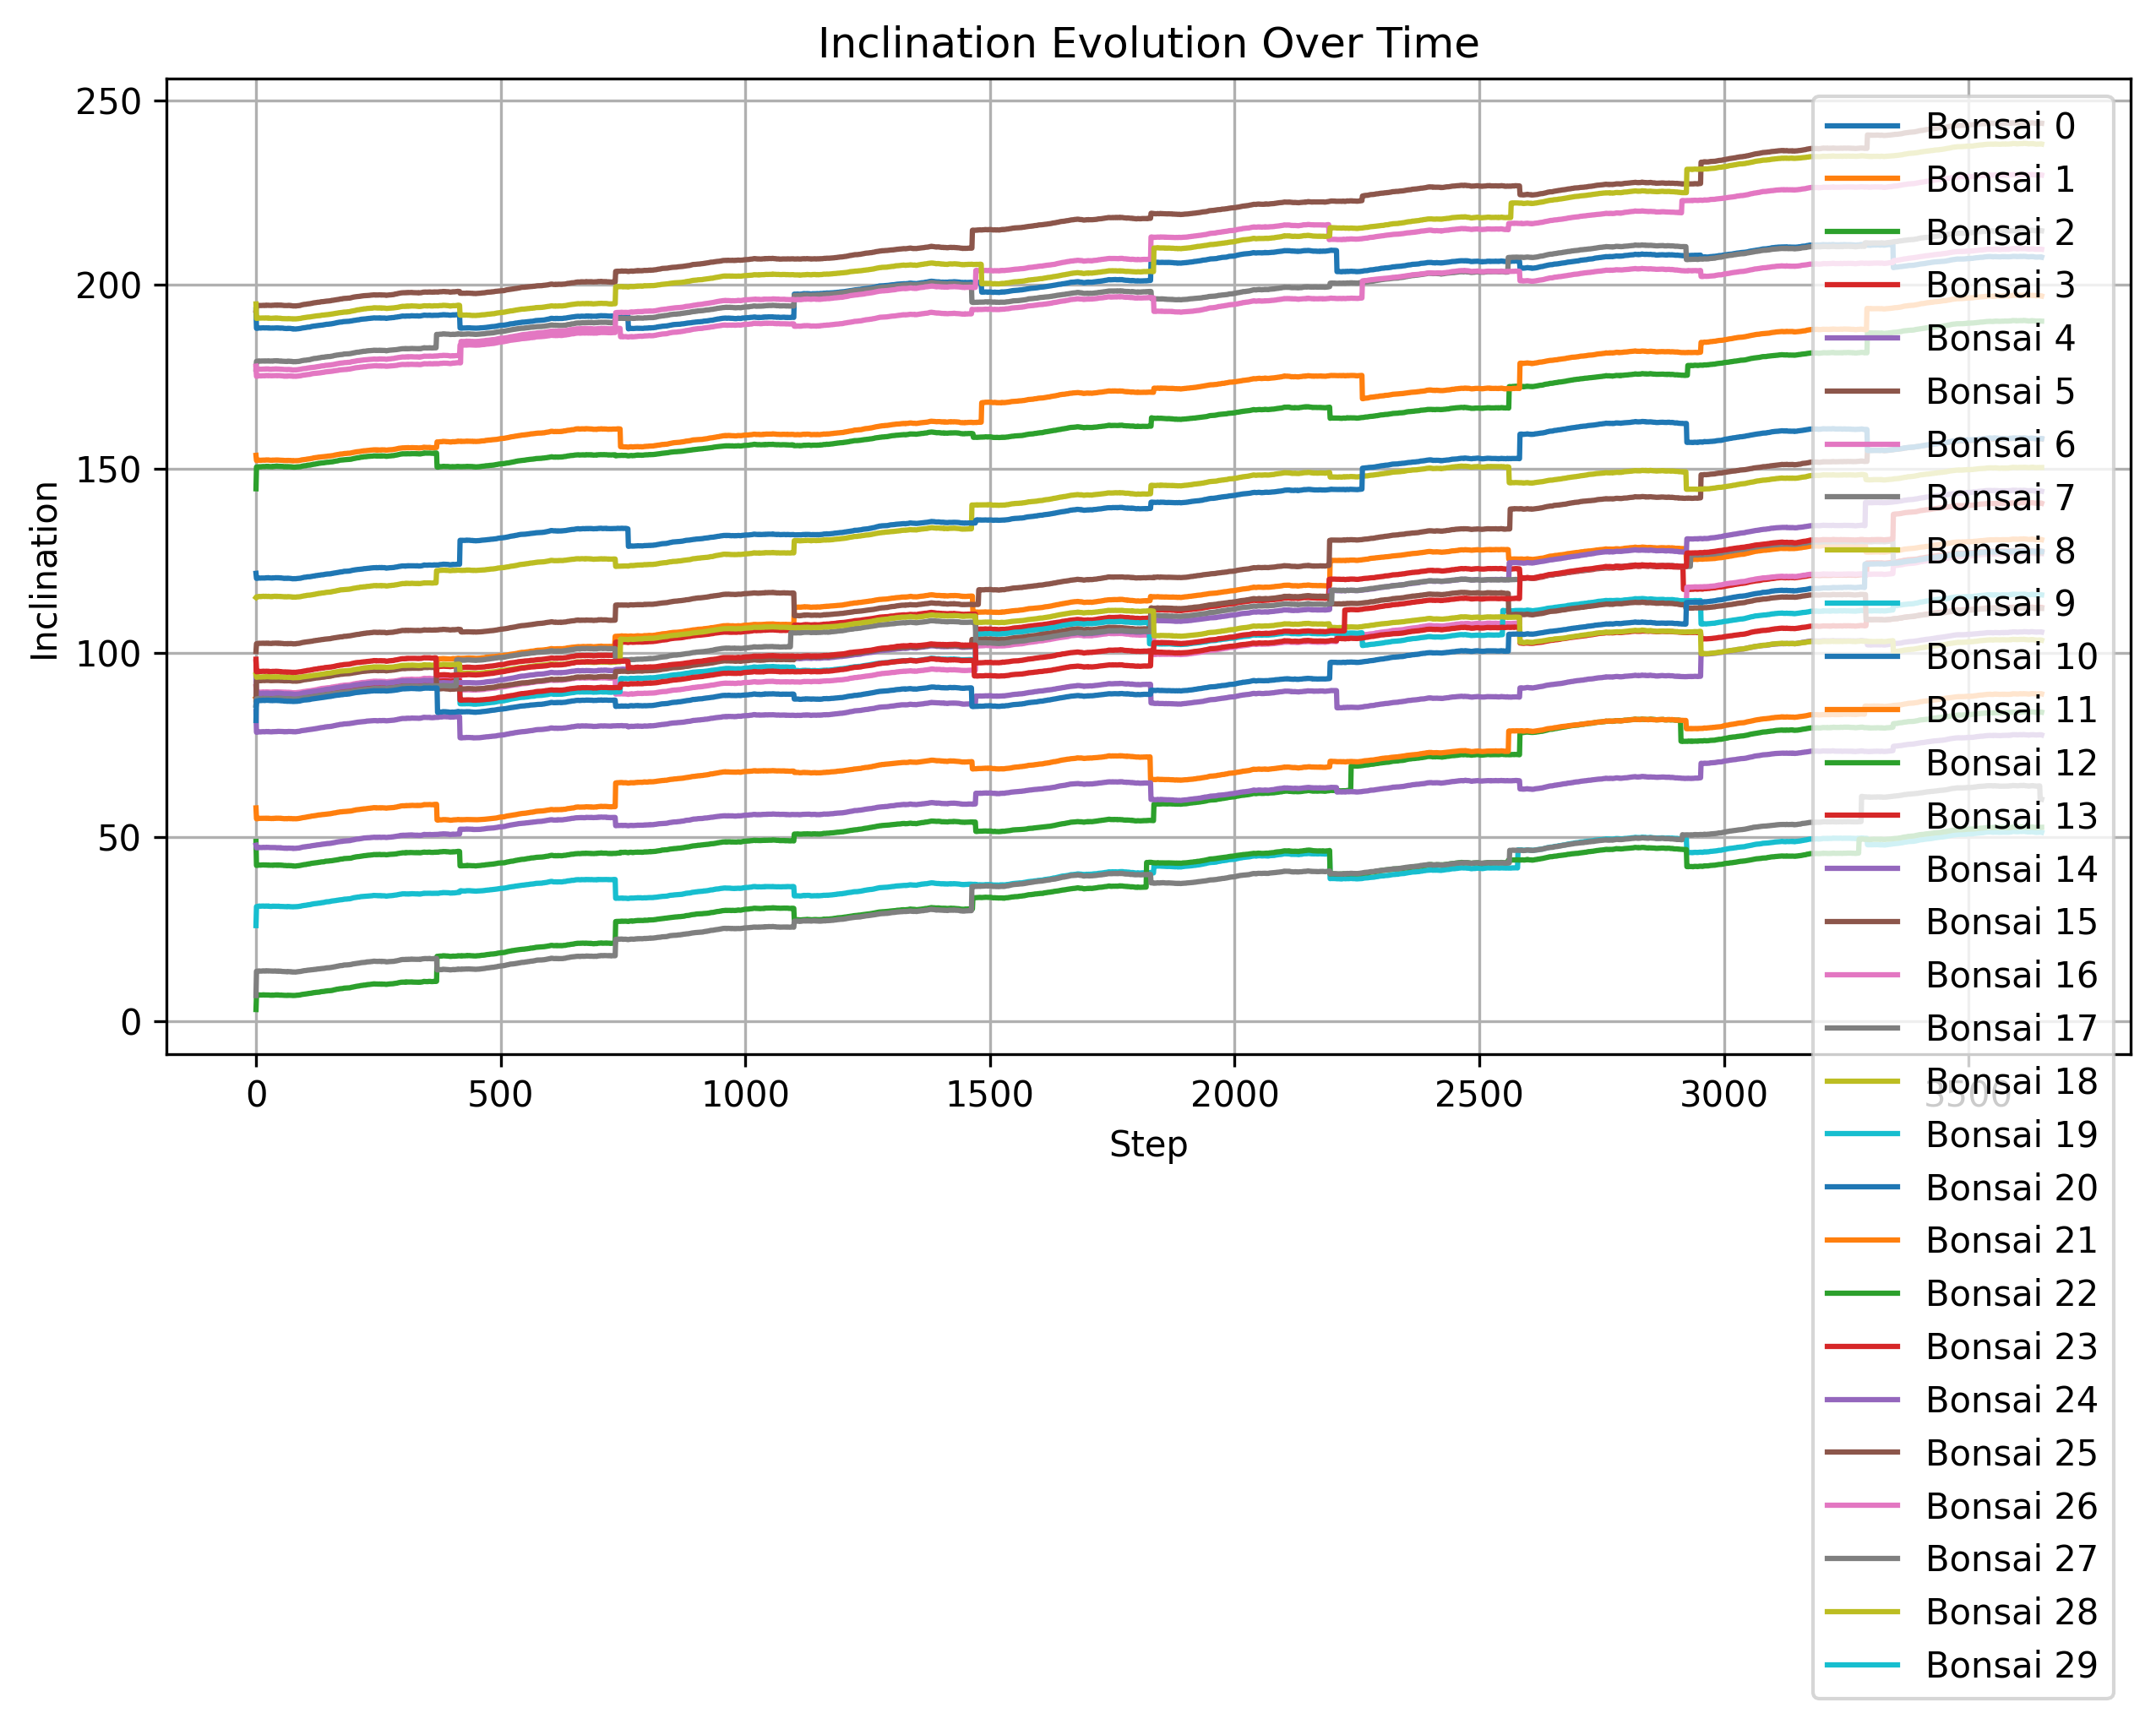 Inclination Evolution Over Time
250
200
150
100
50
0
Inclination
0
500
1000
1500
2000
2500
3000
3500
Step
Bonsai 0
Bonsai 1
Bonsai 2
Bonsai 3
Bonsai 4
Bonsai 5
Bonsai 6
Bonsai 7
Bonsai 8
Bonsai 9
Bonsai 10
Bonsai 11
Bonsai 12
Bonsai 13
Bonsai 14
Bonsai 15
Bonsai 16
Bonsai 17
Bonsai 18
Bonsai 19
Bonsai 20
Bonsai 21
Bonsai 22
Bonsai 23
Bonsai 24
Bonsai 25
Bonsai 26
Bonsai 27
Bonsai 28
Bonsai 29